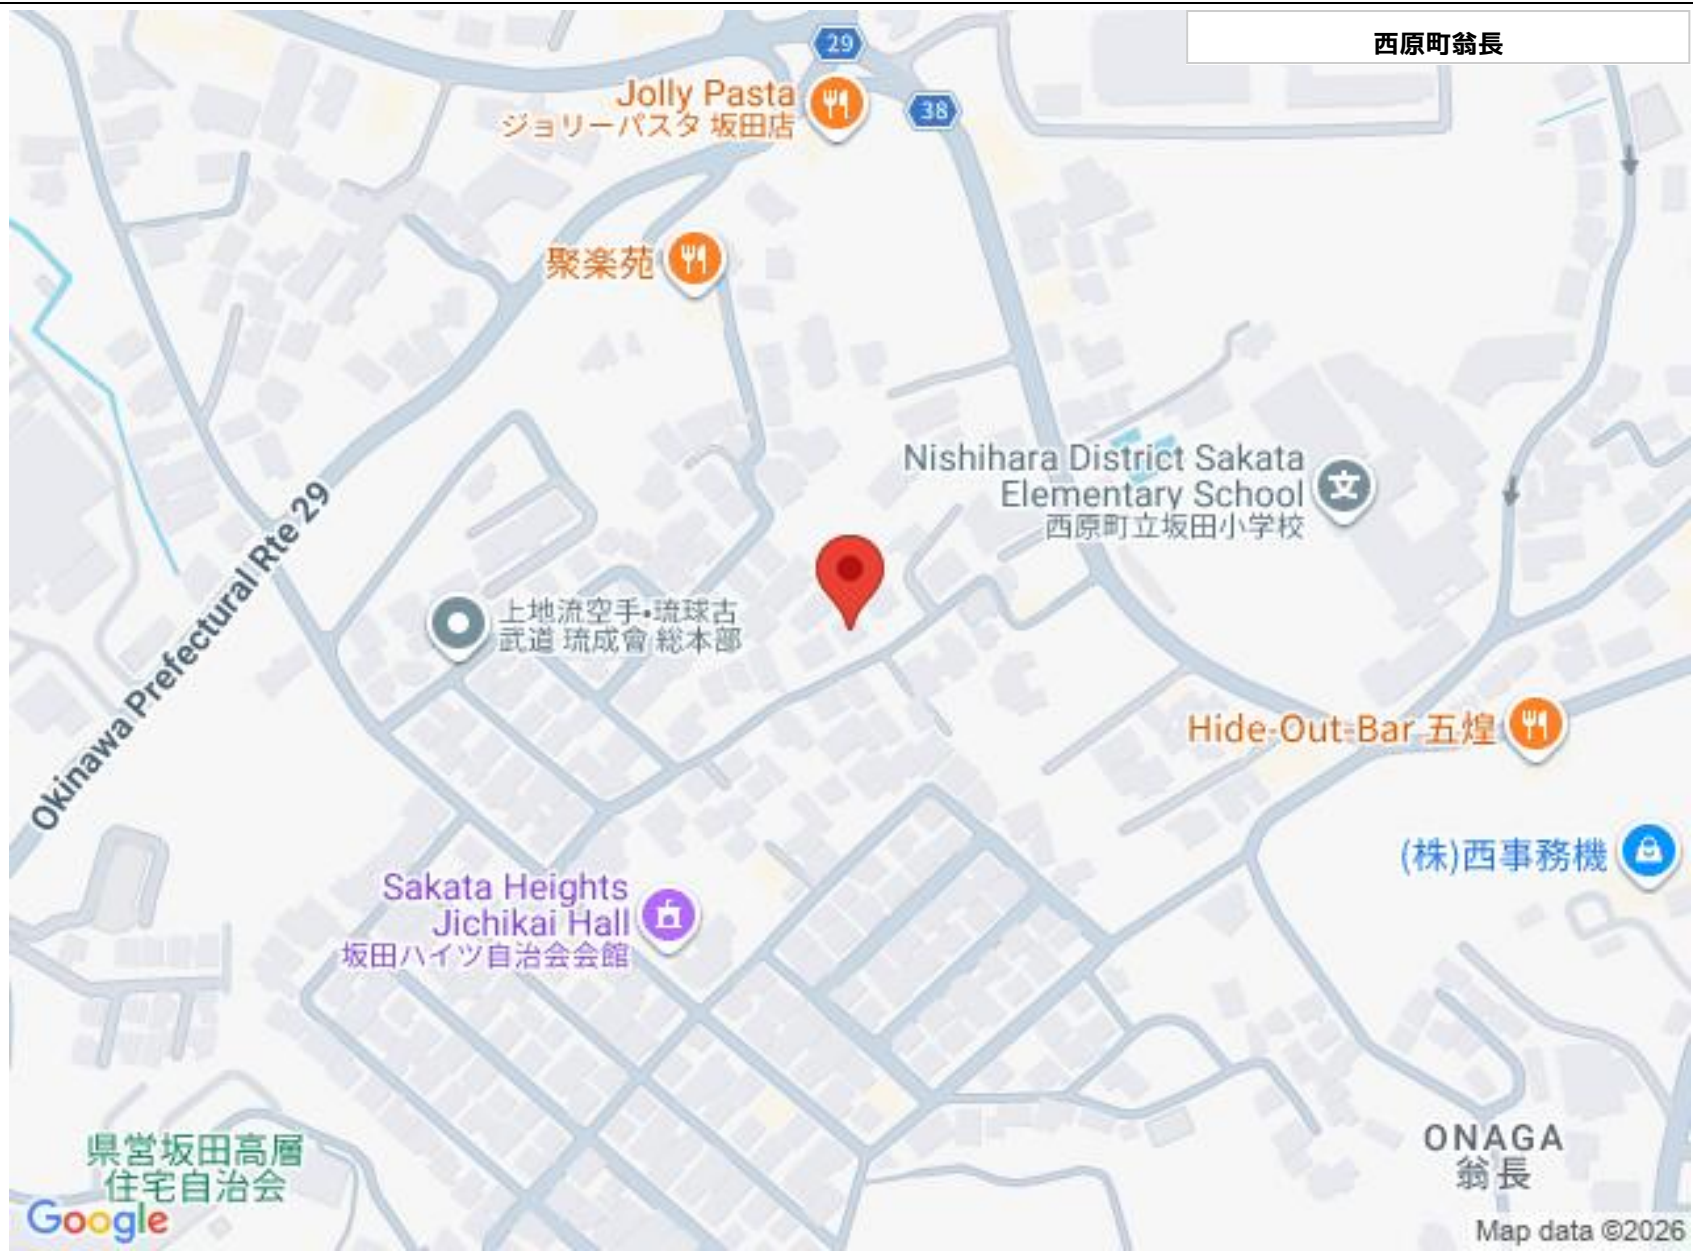 西原町翁長
29
Jolly Pasta
ジョリーパスタ 坂田店
38
聚楽苑
Nishihara District Sakata
Elementary School
西原町立坂田小学校
Okinawa Prefectural Rte 29
上地流空手・琉球古
武道 琉成會 総本部
Hide-Out-Bar 五煌
(株)西事務機
Sakata Heights
Jichikai Hall
坂田ハイツ自治会会館
県営坂田高層
住宅自治会
ONAGA
翁長
Google
Map data ©2026